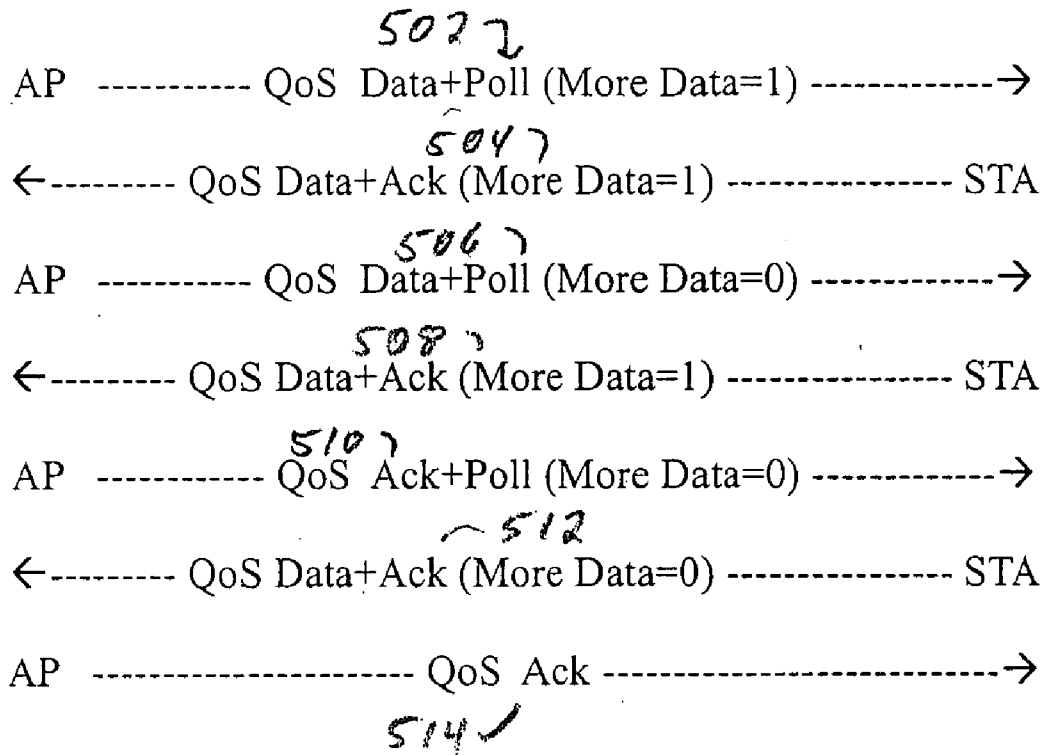 502
AP ----------- QoS Data+Poll (More Data=1) ------------→
504
←--------- QoS Data+Ack (More Data=1) --------------- STA
506
AP ----------- QoS Data+Poll (More Data=0) ------------→
508
←--------- QoS Data+Ack (More Data=1) --------------- STA
510
AP ------------ QoS Ack+Poll (More Data=0) ------------→
512
←--------- QoS Data+Ack (More Data=0) --------------- STA
AP ---------------------- QoS Ack --------------------------→
514